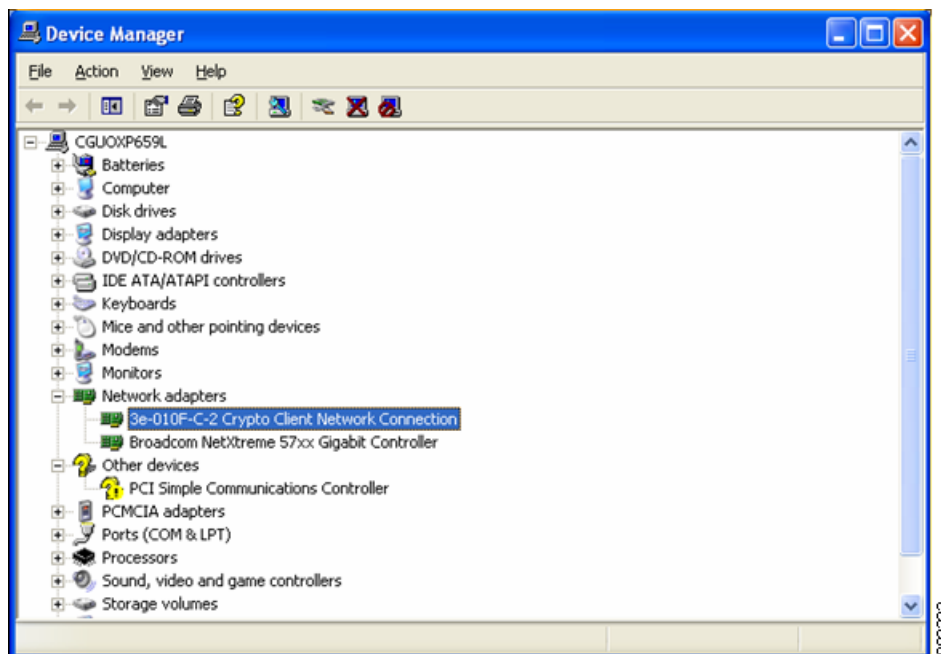 Device Manager
File Action View Help
CGUOXP659L
Batteries
Computer
Disk drives
Display adapters
DVD/CD-ROM drives
IDE ATA/ATAPI controllers
Keyboards
Mice and other pointing devices
Modems
Monitors
Network adapters
3e-010F-C-2 Crypto Client Network Connection
Broadcom NetXtreme 57xx Gigabit Controller
Other devices
PCI Simple Communications Controller
PCMCIA adapters
Ports (COM & LPT)
Processors
Sound, video and game controllers
Storage volumes